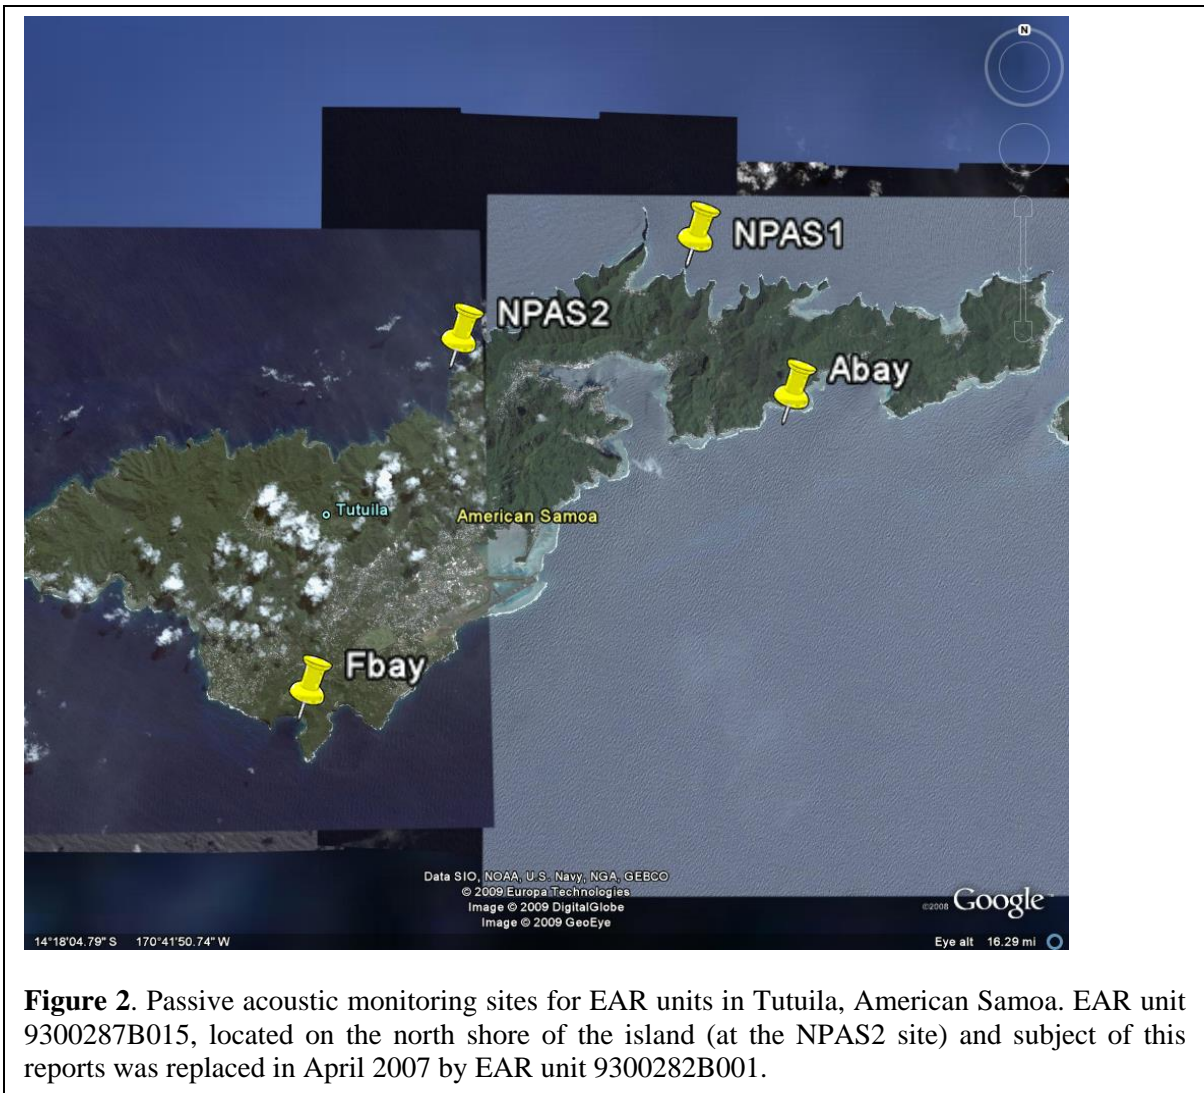 N
NPAS1
NPAS2
Abay
Tutuila
American Samoa
Fbay
Data SIO, NOAA, U.S. Navy, NGA, GEBCO
© 2009 Europa Technologies
Image © 2009 DigitalGlobe
Image © 2009 GeoEye
©2008 Google™
14°18'04.79" S 170°41'50.74" W
Eye alt 16.29 mi
Figure 2. Passive acoustic monitoring sites for EAR units in Tutuila, American Samoa. EAR unit
9300287B015, located on the north shore of the island (at the NPAS2 site) and subject of this
reports was replaced in April 2007 by EAR unit 9300282B001.